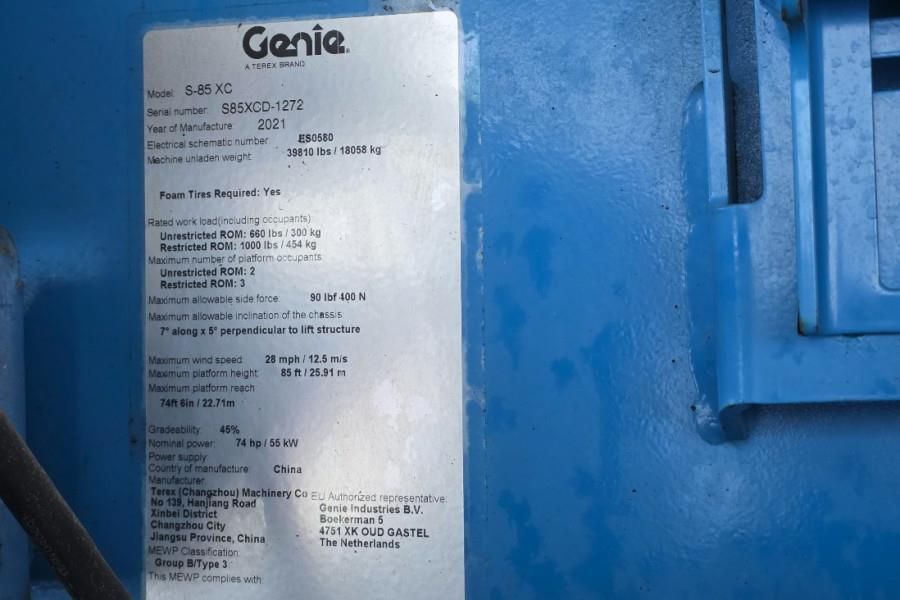 Genie.
A TEREX BRAND
Model: S-85 XC
Serial number: S85XCD-1272
Year of Manufacture: 2021
Electrical schematic number: ES0580
Machine unladen weight: 39810 lbs / 18058 kg
Foam Tires Required: Yes
Rated work load(including occupants)
Unrestricted ROM: 660 lbs / 300 kg
Restricted ROM: 1000 lbs / 454 kg
Maximum number of platform occupants
Unrestricted ROM: 2
Restricted ROM: 3
Maximum allowable side force: 90 lbf 400 N
Maximum allowable inclination of the chassis:
7° along x 5° perpendicular to lift structure
Maximum wind speed: 28 mph / 12.5 m/s
Maximum platform height: 85 ft / 25.91 m
Maximum platform reach:
74ft 6in / 22.71m
Gradeability: 45%
Nominal power: 74 hp / 55 kW
Power supply:
Country of manufacture: China
Manufacturer:
Terex (Changzhou) Machinery Co
No 139, Hanjiang Road
Xinbei District
Changzhou City
Jiangsu Province, China
EU Authorized representative:
Genie Industries B.V.
Boekerman 5
4751 XK OUD GASTEL
The Netherlands
MEWP Classification:
Group B/Type 3
This MEWP complies with: